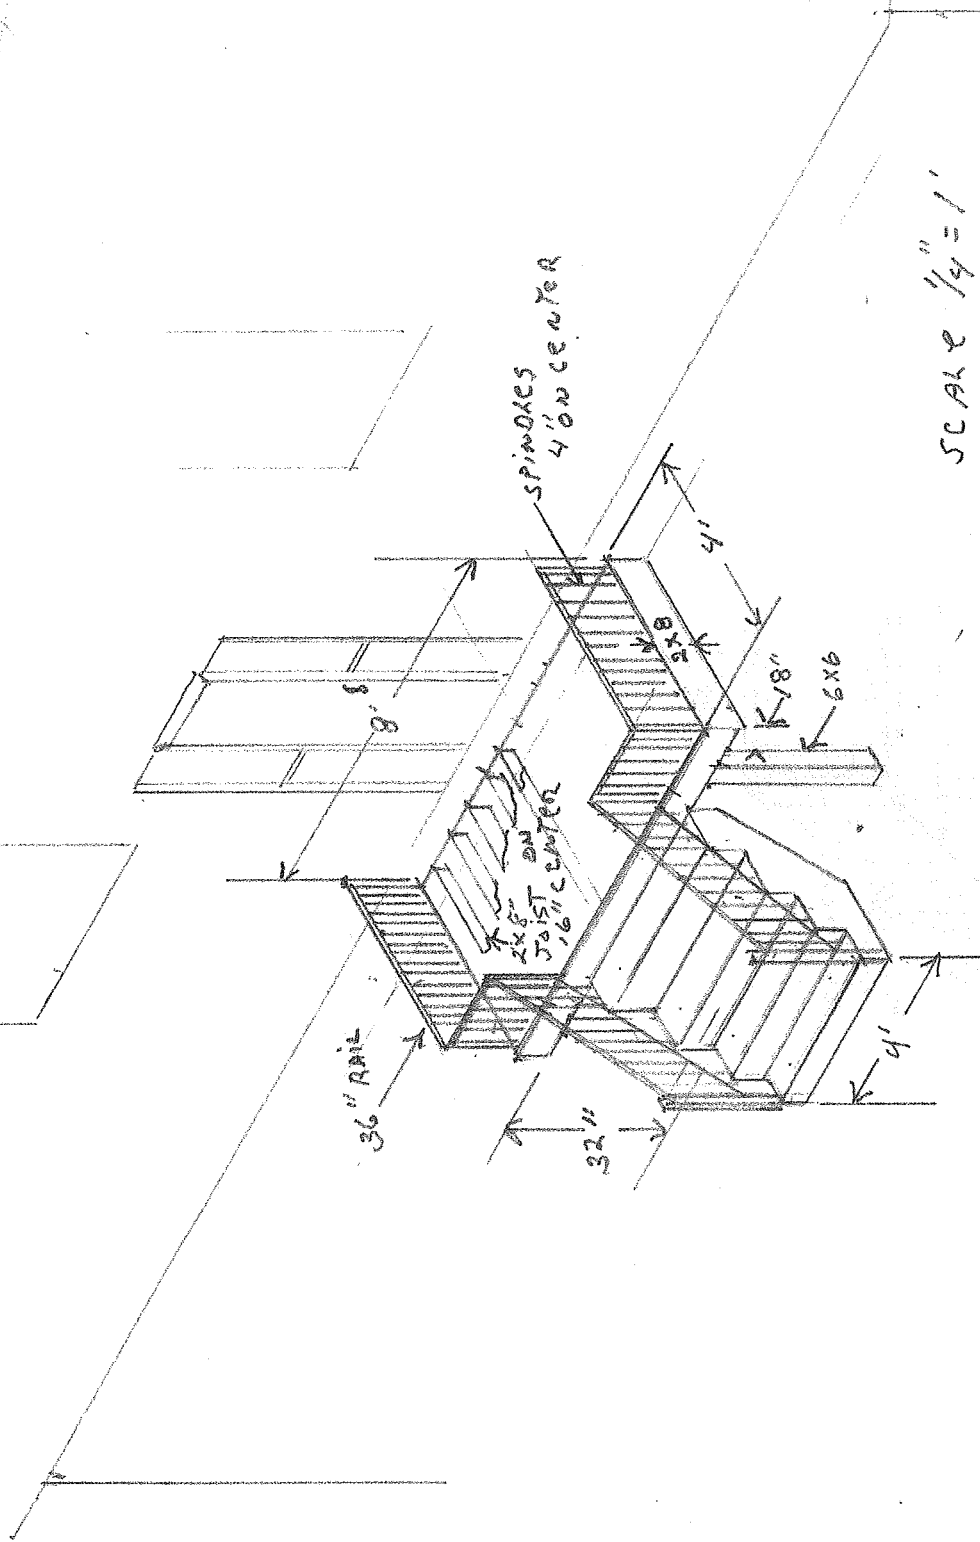 36" RAIL
8'
8
SPINDLES
4" ON CENTER
2x8"
JOIST ON
16" CENTER
2x8
4'
18"
6x6
32"
4'
SCALE 1/4" = 1'